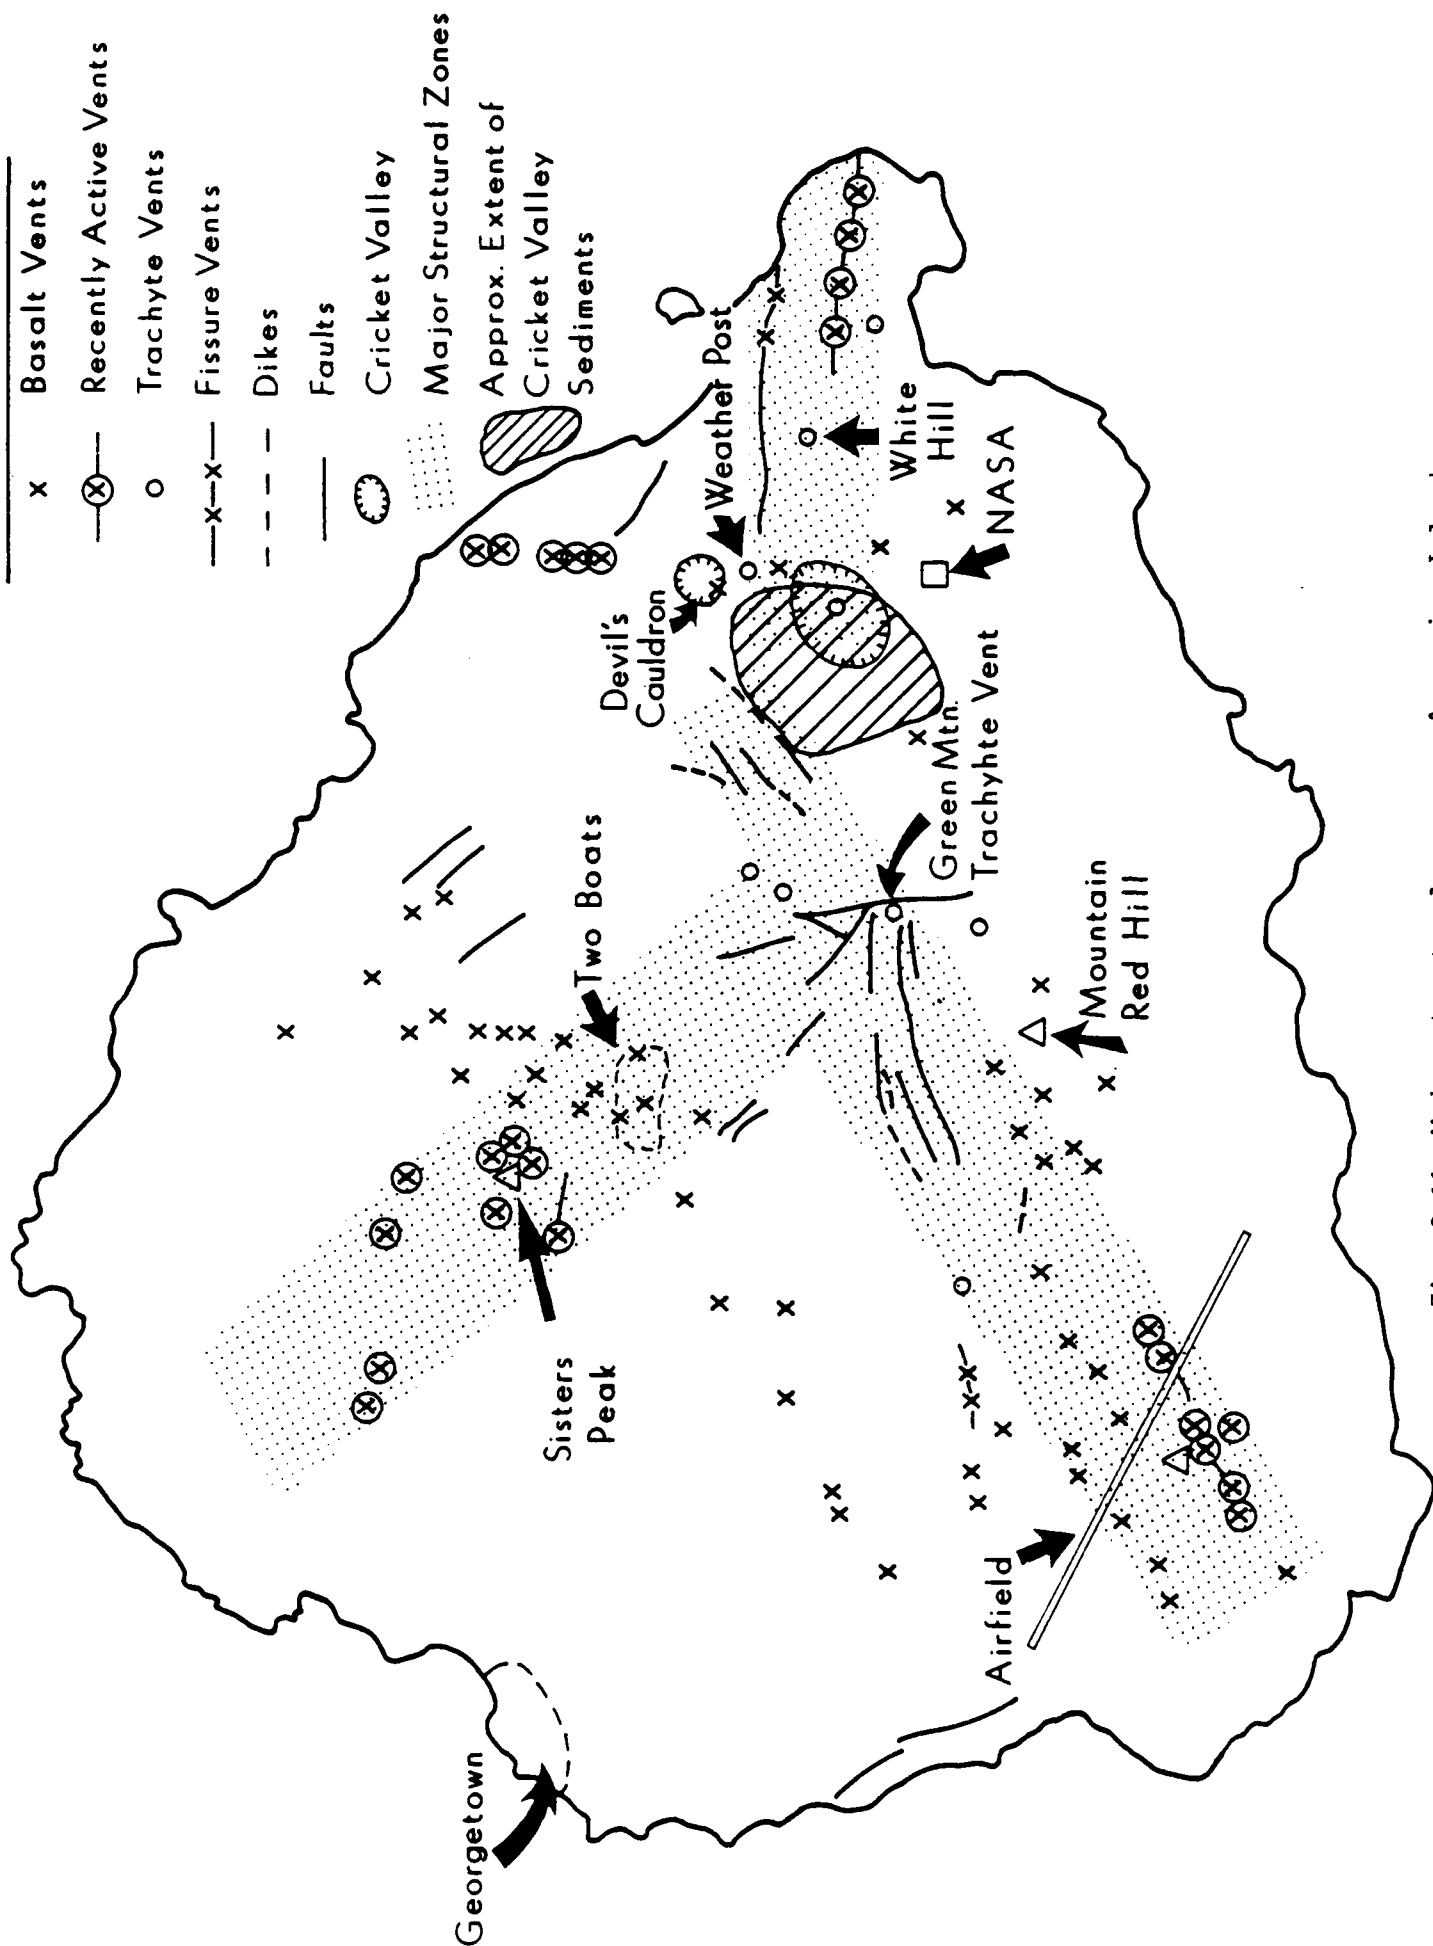 Basalt Vents
Recently Active Vents
Trachyte Vents
Fissure Vents
Dikes
Faults
Cricket Valley
Major Structural Zones
Approx. Extent of
Cricket Valley
Sediments
Weather Post
White
Hill
NASA
Devil's
Cauldron
Green Mtn.
Trachyhte Vent
Two Boats
Mountain
Red Hill
Sisters
Peak
Airfield
Georgetown